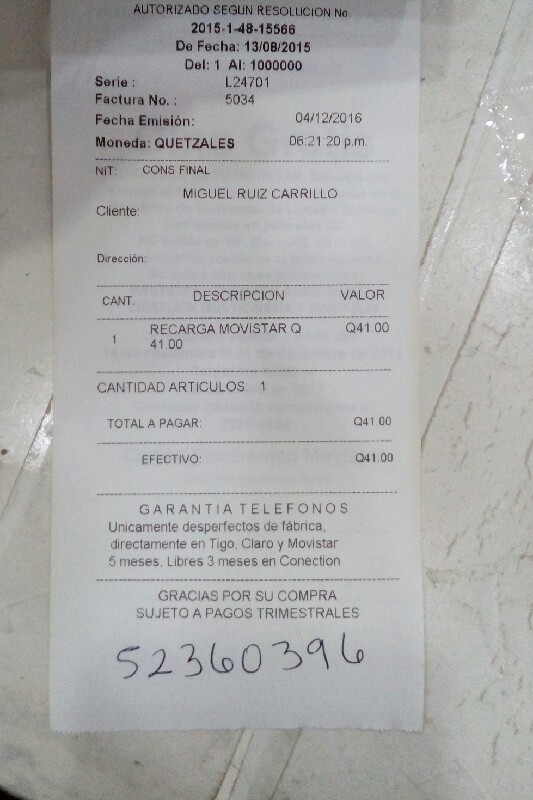 AUTORIZADO SEGUN RESOLUCION No.
2015-1-48-15566
De Fecha: 13/08/2015
Del: 1 Al: 1000000
Serie : L24701
Factura No. : 5034
Fecha Emisión: 04/12/2016
Moneda: QUETZALES 06:21:20 p.m.
NIT: CONS FINAL
MIGUEL RUIZ CARRILLO
Cliente:
Dirección:
CANT. DESCRIPCION VALOR
1 RECARGA MOVISTAR Q Q41.00
41.00
CANTIDAD ARTICULOS: 1
TOTAL A PAGAR: Q41.00
EFECTIVO: Q41.00
GARANTIA TELEFONOS
Unicamente desperfectos de fábrica,
directamente en Tigo, Claro y Movistar
5 meses, Libres 3 meses en Conection
GRACIAS POR SU COMPRA
SUJETO A PAGOS TRIMESTRALES
52360396